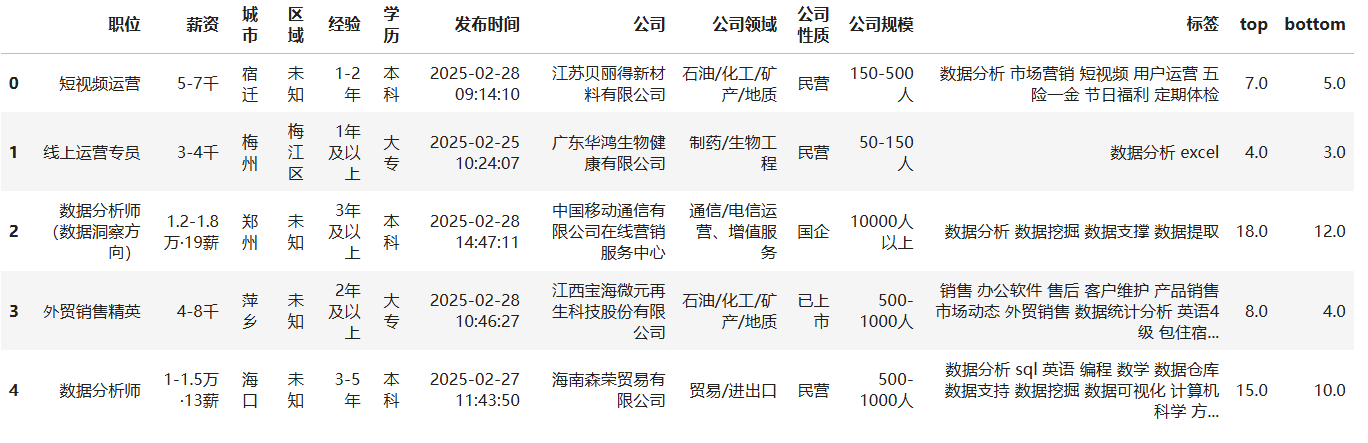 职位 薪资 城市 区域 经验 学历 发布时间 公司 公司领域 公司性质 公司规模 标签 top bottom
0 短视频运营 5-7千 宿迁 未知 1-2年 本科 2025-02-28 09:14:10 江苏贝丽得新材料有限公司 石油/化工/矿产/地质 民营 150-500人 数据分析 市场营销 短视频 用户运营 五险一金 节日福利 定期体检 7.0 5.0
1 线上运营专员 3-4千 梅州 梅江区 1年及以上 大专 2025-02-25 10:24:07 广东华鸿生物健康有限公司 制药/生物工程 民营 50-150人 数据分析 excel 4.0 3.0
2 数据分析师（数据洞察方向） 1.2-1.8万·19薪 郑州 未知 3年及以上 本科 2025-02-28 14:47:11 中国移动通信有限公司在线营销服务中心 通信/电信运营、增值服务 国企 10000人以上 数据分析 数据挖掘 数据支撑 数据提取 18.0 12.0
3 外贸销售精英 4-8千 萍乡 未知 2年及以上 大专 2025-02-28 10:46:27 江西宝海微元再生科技股份有限公司 石油/化工/矿产/地质 已上市 500-1000人 销售 办公软件 售后 客户维护 产品销售 市场动态 外贸销售 数据统计分析 英语4级 包住宿... 8.0 4.0
4 数据分析师 1-1.5万·13薪 海口 未知 3-5年 本科 2025-02-27 11:43:50 海南森荣贸易有限公司 贸易/进出口 民营 500-1000人 数据分析 sql 英语 编程 数学 数据仓库 数据支持 数据挖掘 数据可视化 计算机科学 方... 15.0 10.0